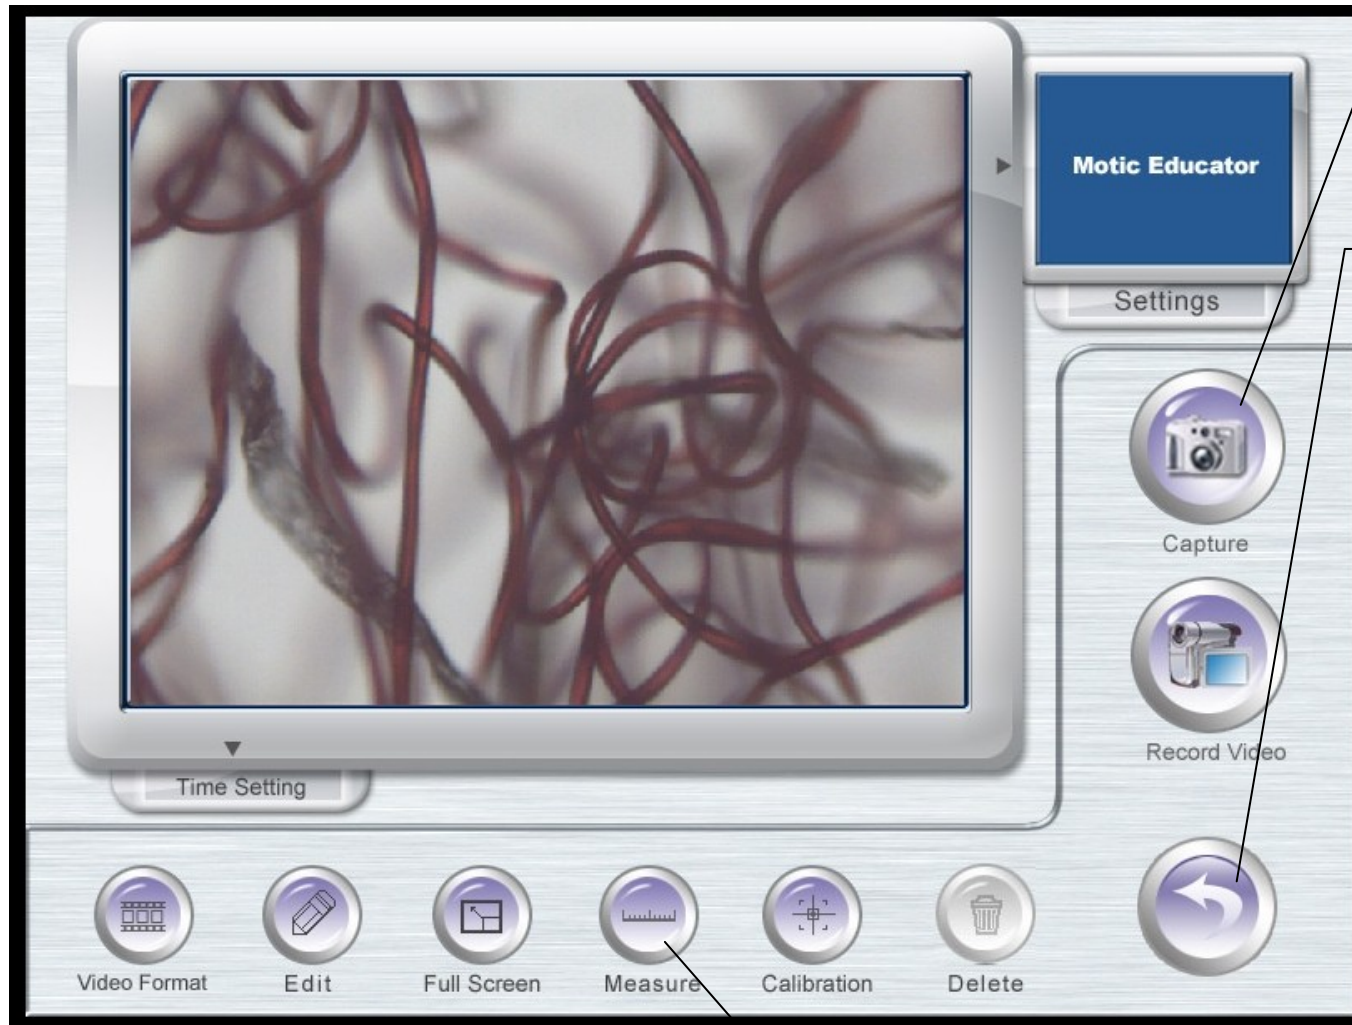 Motic Educator
Settings
Capture
Record Video
Time Setting
Video Format
Edit
Full Screen
Measure
Calibration
Delete